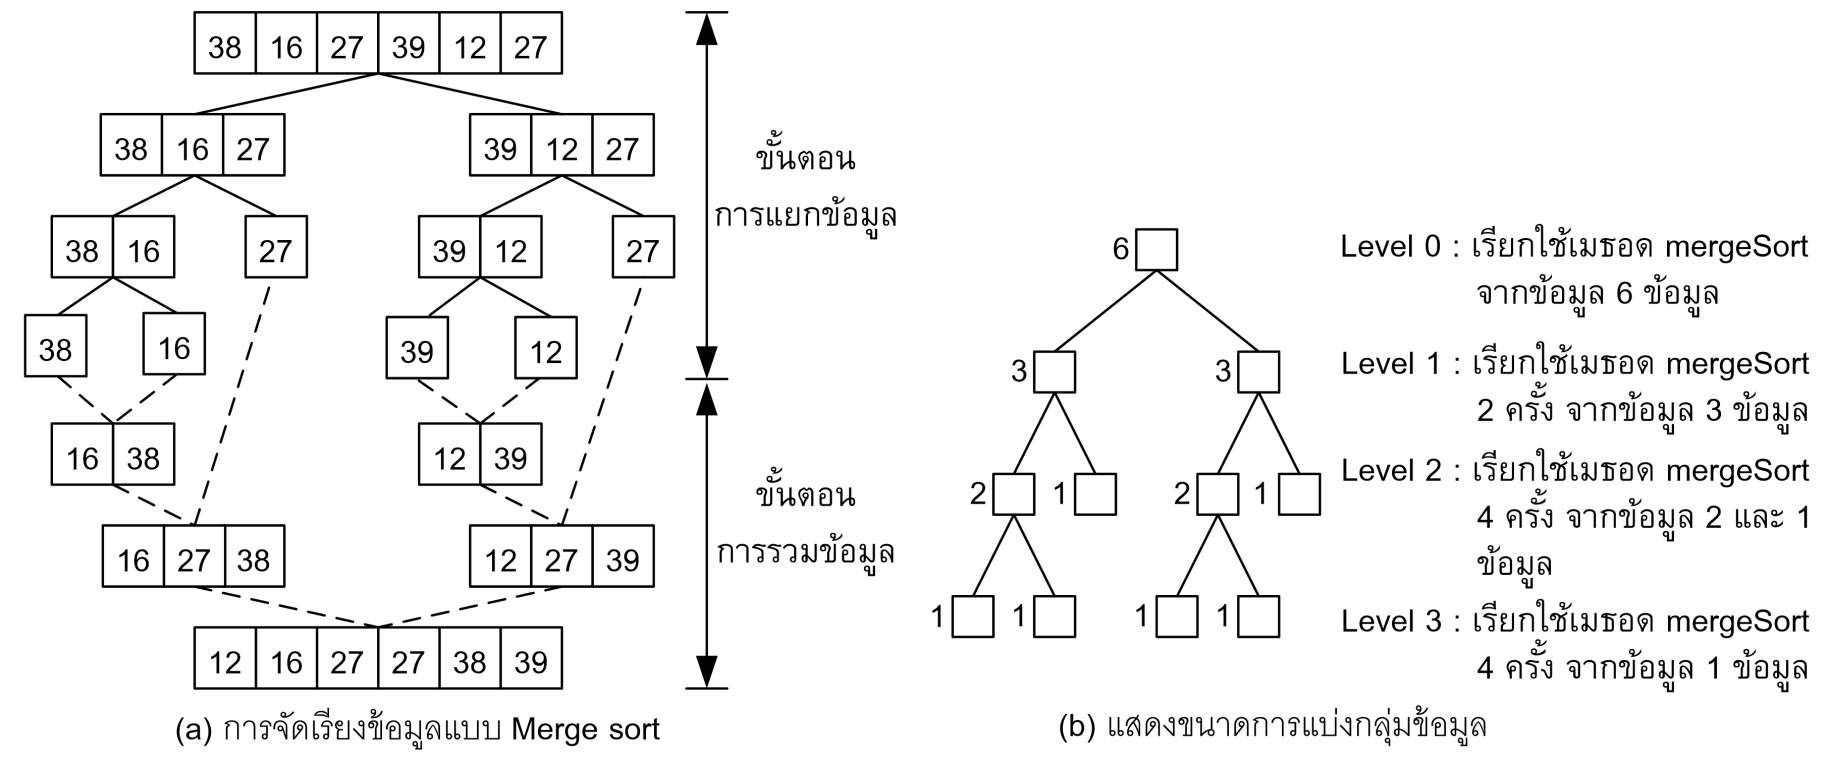 38 16 27 39 12 27
38 16 27 39 12 27
ขั้นตอน
การแยกข้อมูล
38 16 27 39 12 27
38 16 39 12
16 38 12 39
ขั้นตอน
การรวมข้อมูล
16 27 38 12 27 39
12 16 27 27 38 39
(a) การจัดเรียงข้อมูลแบบ Merge sort
6
3 3
2 1 2 1
1 1 1 1
Level 0 : เรียกใช้เมธอด mergeSort
จากข้อมูล 6 ข้อมูล
Level 1 : เรียกใช้เมธอด mergeSort
2 ครั้ง จากข้อมูล 3 ข้อมูล
Level 2 : เรียกใช้เมธอด mergeSort
4 ครั้ง จากข้อมูล 2 และ 1
ข้อมูล
Level 3 : เรียกใช้เมธอด mergeSort
4 ครั้ง จากข้อมูล 1 ข้อมูล
(b) แสดงขนาดการแบ่งกลุ่มข้อมูล